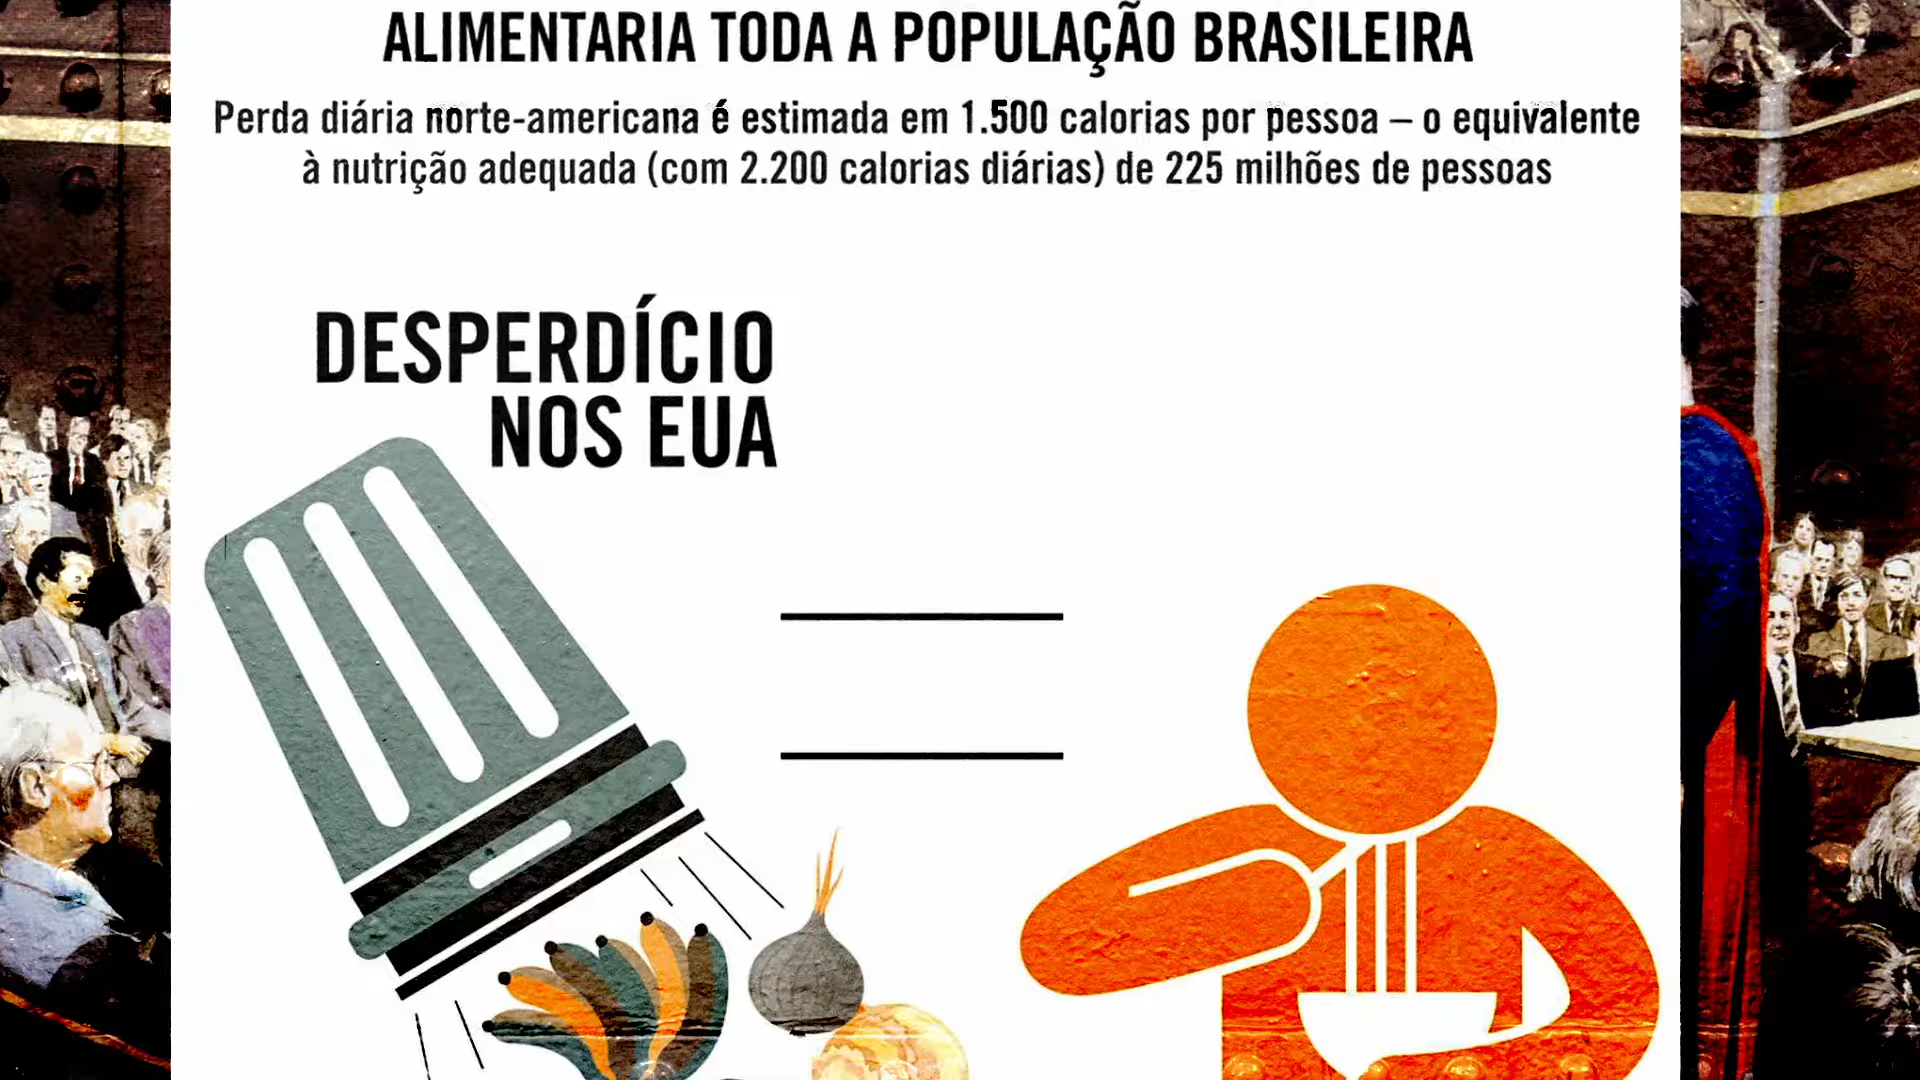 ALIMENTARIA TODA A POPULAÇÃO BRASILEIRA
Perda diária norte-americana é estimada em 1.500 calorias por pessoa – o equivalente
à nutrição adequada (com 2.200 calorias diárias) de 225 milhões de pessoas
DESPERDÍCIO
NOS EUA